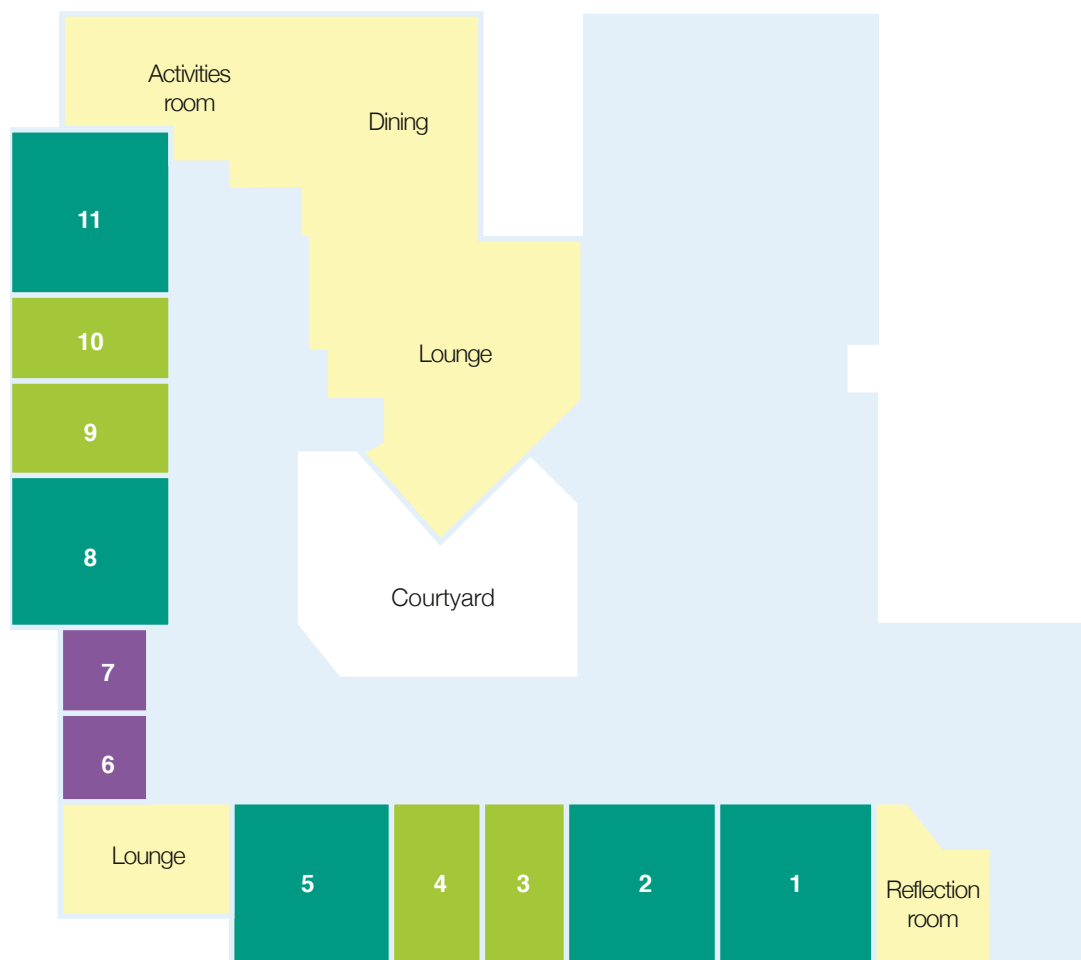 Activities
room
Dining
11
10
Lounge
9
8
Courtyard
7
6
Lounge
5
4
3
2
1
Reflection
room